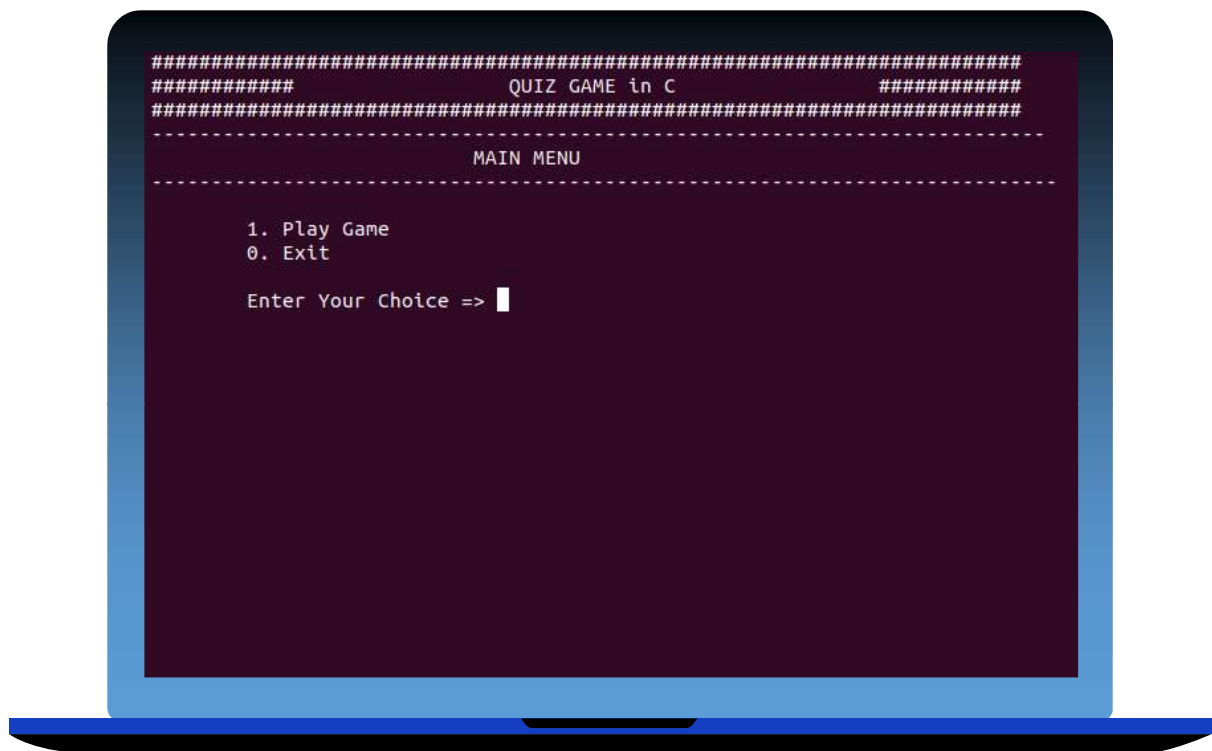 #########################################################################
############                  QUIZ GAME in C                 ############
#########################################################################
---------------------------------------------------------------------------
                           MAIN MENU
----------------------------------------------------------------------------
        1. Play Game
        0. Exit
        Enter Your Choice =>